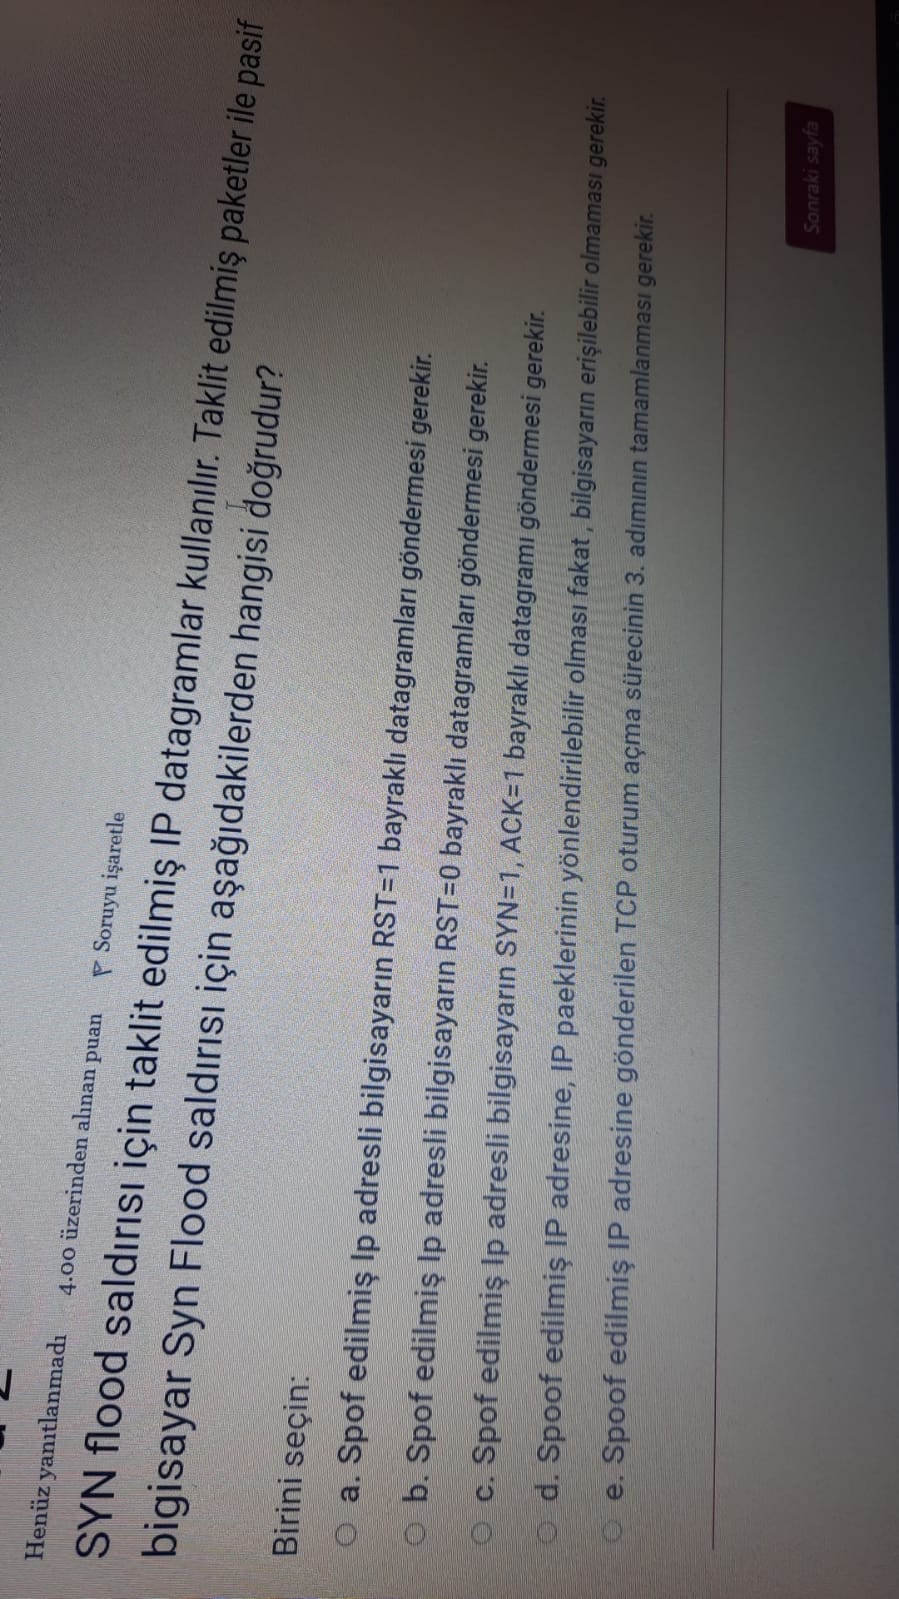 Henüz yanıtlanmadı 4.00 üzerinden alınan puan Soruyu işaretle
SYN flood saldırısı için taklit edilmiş IP datagramlar kullanılır. Taklit edilmiş paketler ile pasif
bigisayar Syn Flood saldırısı için aşağıdakilerden hangisi doğrudur?
Birini seçin:
a. Spof edilmiş Ip adresli bilgisayarın RST=1 bayraklı datagramları göndermesi gerekir.
b. Spof edilmiş Ip adresli bilgisayarın RST=0 bayraklı datagramları göndermesi gerekir.
c. Spof edilmiş Ip adresli bilgisayarın SYN=1, ACK=1 bayraklı datagramı göndermesi gerekir.
d. Spoof edilmiş IP adresine, IP paeklerinin yönlendirilebilir olması fakat , bilgisayarın erişilebilir olmaması gerekir.
e. Spoof edilmiş IP adresine gönderilen TCP oturum açma sürecinin 3. adımının tamamlanması gerekir.
Sonraki sayfa